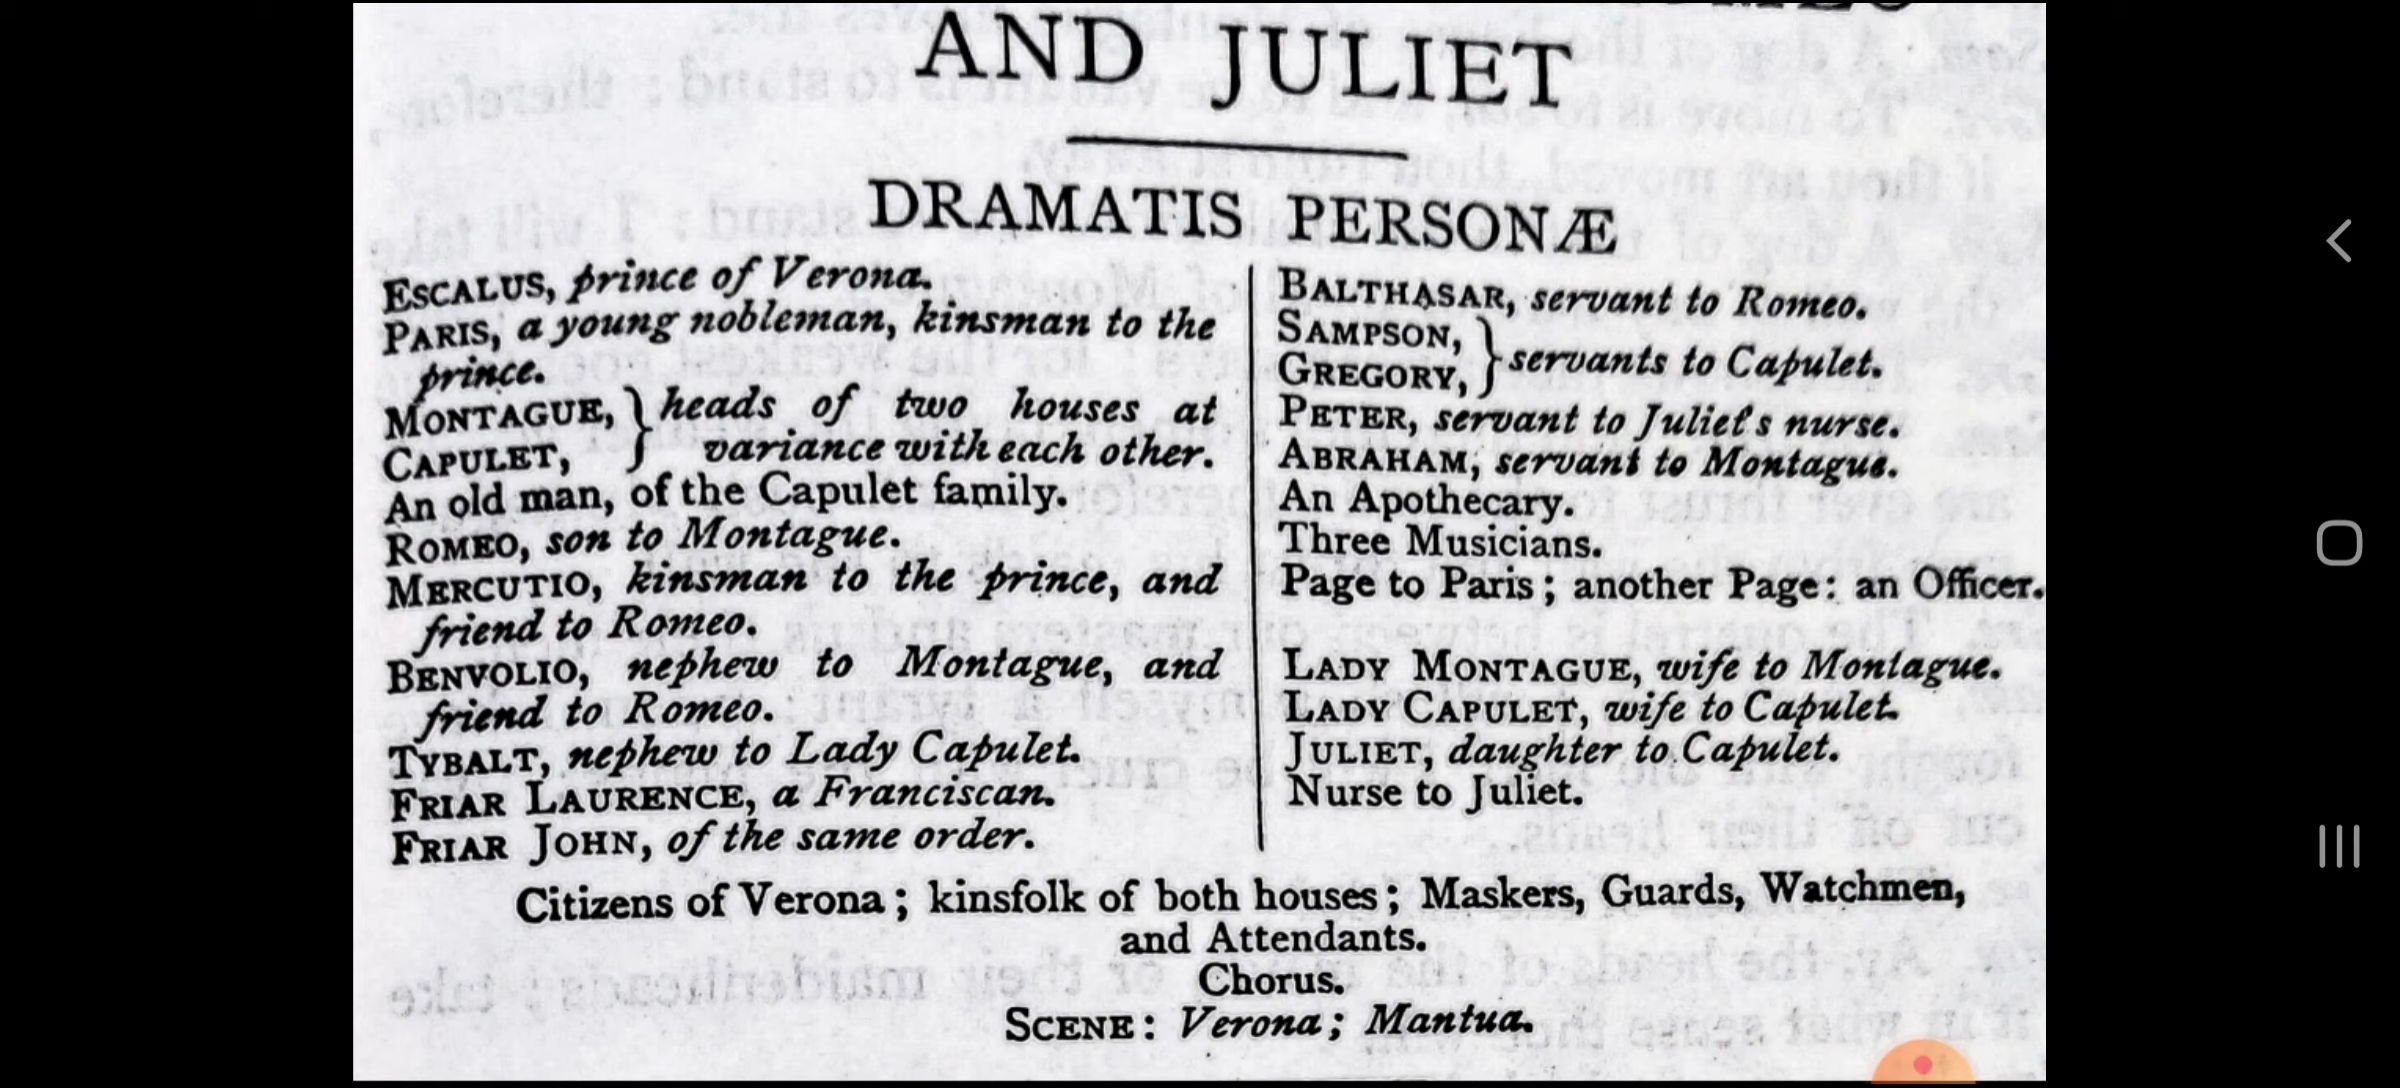 AND JULIET
DRAMATIS PERSONÆ
ESCALUS, prince of Verona.
PARIS, a young nobleman, kinsman to the
prince.
MONTAGUE, } heads of two houses at
CAPULET, } variance with each other.
An old man, of the Capulet family.
ROMEO, son to Montague.
MERCUTIO, kinsman to the prince, and
friend to Romeo.
BENVOLIO, nephew to Montague, and
friend to Romeo.
TYBALT, nephew to Lady Capulet.
FRIAR LAURENCE, a Franciscan.
FRIAR JOHN, of the same order.
BALTHASAR, servant to Romeo.
SAMPSON,
GREGORY, } servants to Capulet.
PETER, servant to Juliet's nurse.
ABRAHAM, servant to Montague.
An Apothecary.
Three Musicians.
Page to Paris; another Page: an Officer.
LADY MONTAGUE, wife to Montague.
LADY CAPULET, wife to Capulet.
JULIET, daughter to Capulet.
Nurse to Juliet.
Citizens of Verona; kinsfolk of both houses; Maskers, Guards, Watchmen,
and Attendants.
Chorus.
SCENE: Verona; Mantua.